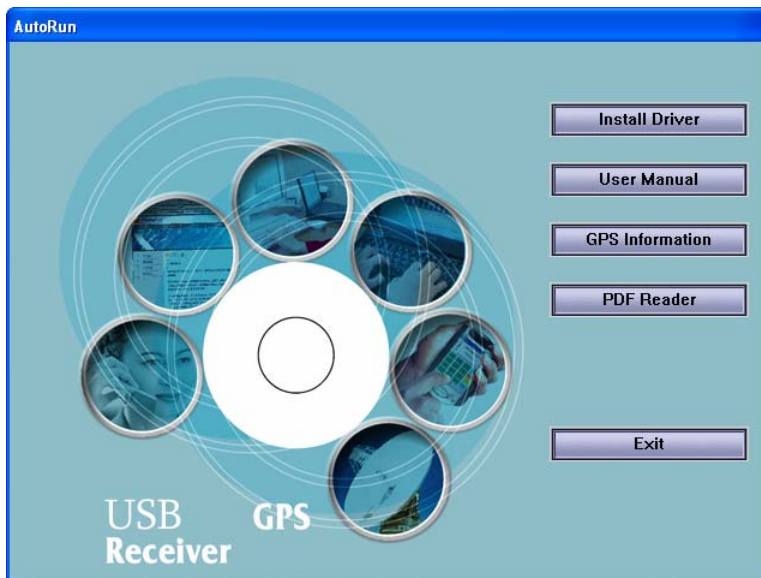 AutoRun
Install Driver
User Manual
GPS Information
PDF Reader
Exit
USB GPS
Receiver